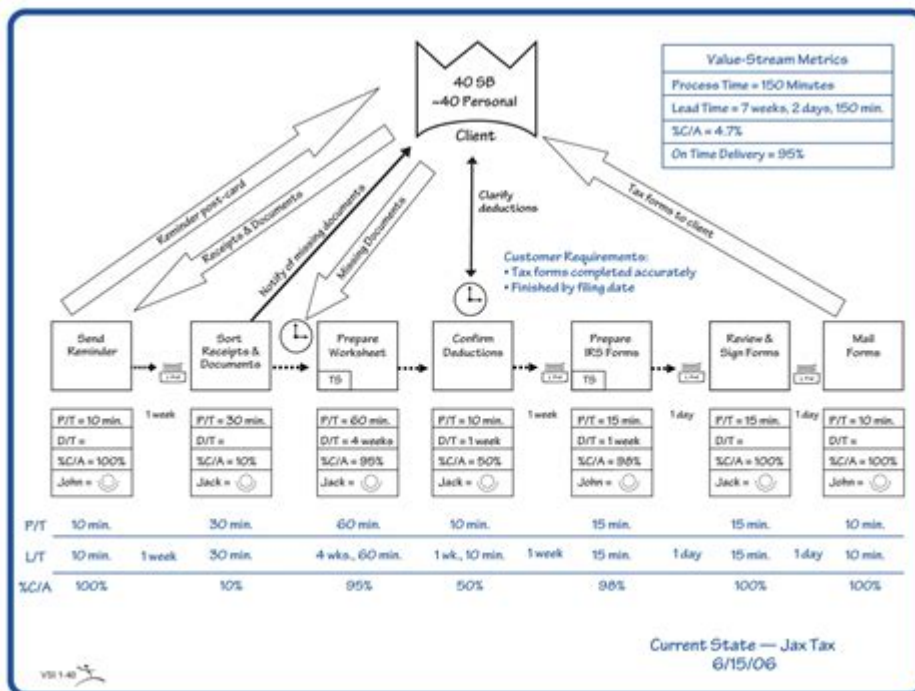 40 SB
≈40 Personal
Client
Value-Stream Metrics
Process Time = 150 Minutes
Lead Time = 7 weeks, 2 days, 150 min.
%C/A = 4.7%
On Time Delivery = 95%
Reminder post-card
Receipts & Documents
Notify of missing documents
Missing Documents
Clarify
deductions
Tax forms to client
Customer Requirements:
• Tax forms completed accurately
• Finished by filing date
Send
Reminder
Sort
Receipts &
Documents
Prepare
Worksheet
TS
Confirm
Deductions
Prepare
IRS Forms
TS
Review &
Sign Forms
Mail
Forms
P/T = 10 min.
D/T =
%C/A = 100%
John =
1 week
P/T = 30 min.
D/T =
%C/A = 10%
Jack =
P/T = 60 min.
D/T = 4 weeks
%C/A = 95%
Jack =
P/T = 10 min.
D/T = 1 week
%C/A = 50%
Jack =
1 week
P/T = 15 min.
D/T = 1 week
%C/A = 98%
John =
1 day
P/T = 15 min.
D/T =
%C/A = 100%
Jack =
1 day
P/T = 10 min.
D/T =
%C/A = 100%
John =
P/T 10 min. 30 min. 60 min. 10 min. 15 min. 15 min. 10 min.
L/T 10 min. 1 week 30 min. 4 wks., 60 min. 1 wk., 10 min. 1 week 15 min. 1 day 15 min. 1 day 10 min.
%C/A 100% 10% 95% 50% 98% 100% 100%
Current State — Jax Tax
6/15/06
VSI 1-40